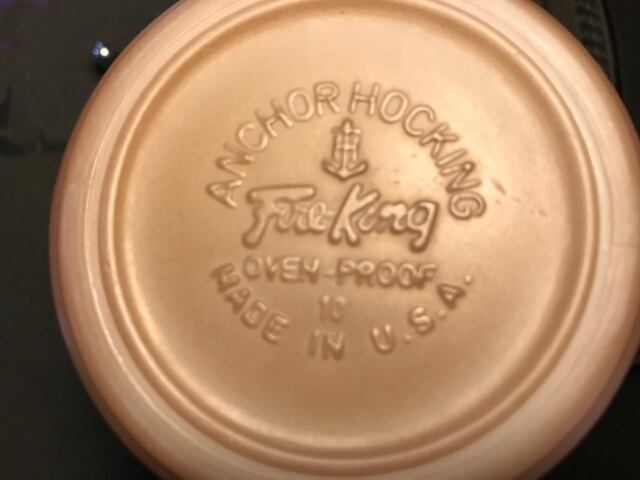 ANCHOR HOCKING
Fire-King
OVEN-PROOF
10
MADE IN U.S.A.